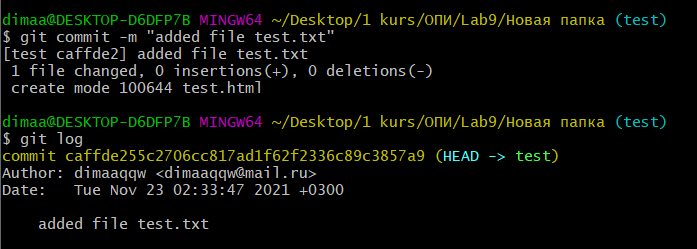 dimaa@DESKTOP-D6DFP7B MINGW64 ~/Desktop/1 kurs/ОПИ/Lab9/Новая папка (test)
$ git commit -m "added file test.txt"
[test caffde2] added file test.txt
 1 file changed, 0 insertions(+), 0 deletions(-)
 create mode 100644 test.html
dimaa@DESKTOP-D6DFP7B MINGW64 ~/Desktop/1 kurs/ОПИ/Lab9/Новая папка (test)
$ git log
commit caffde255c2706cc817ad1f62f2336c89c3857a9 (HEAD -> test)
Author: dimaaqqw <dimaaqqw@mail.ru>
Date:   Tue Nov 23 02:33:47 2021 +0300
    added file test.txt